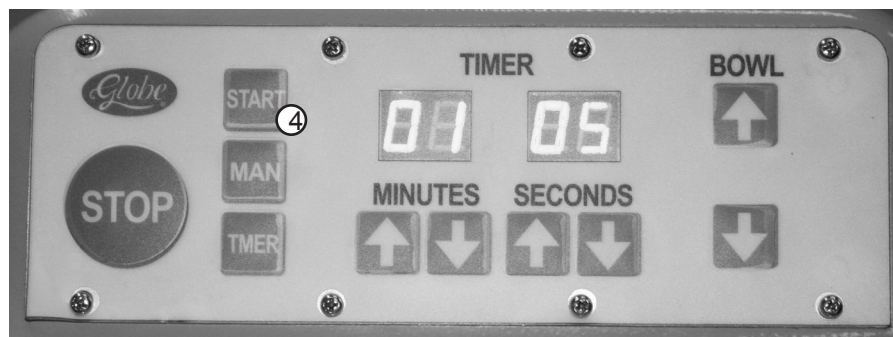 Globe
START
4
MAN
STOP
TMER
TIMER
01 05
MINUTES SECONDS
BOWL